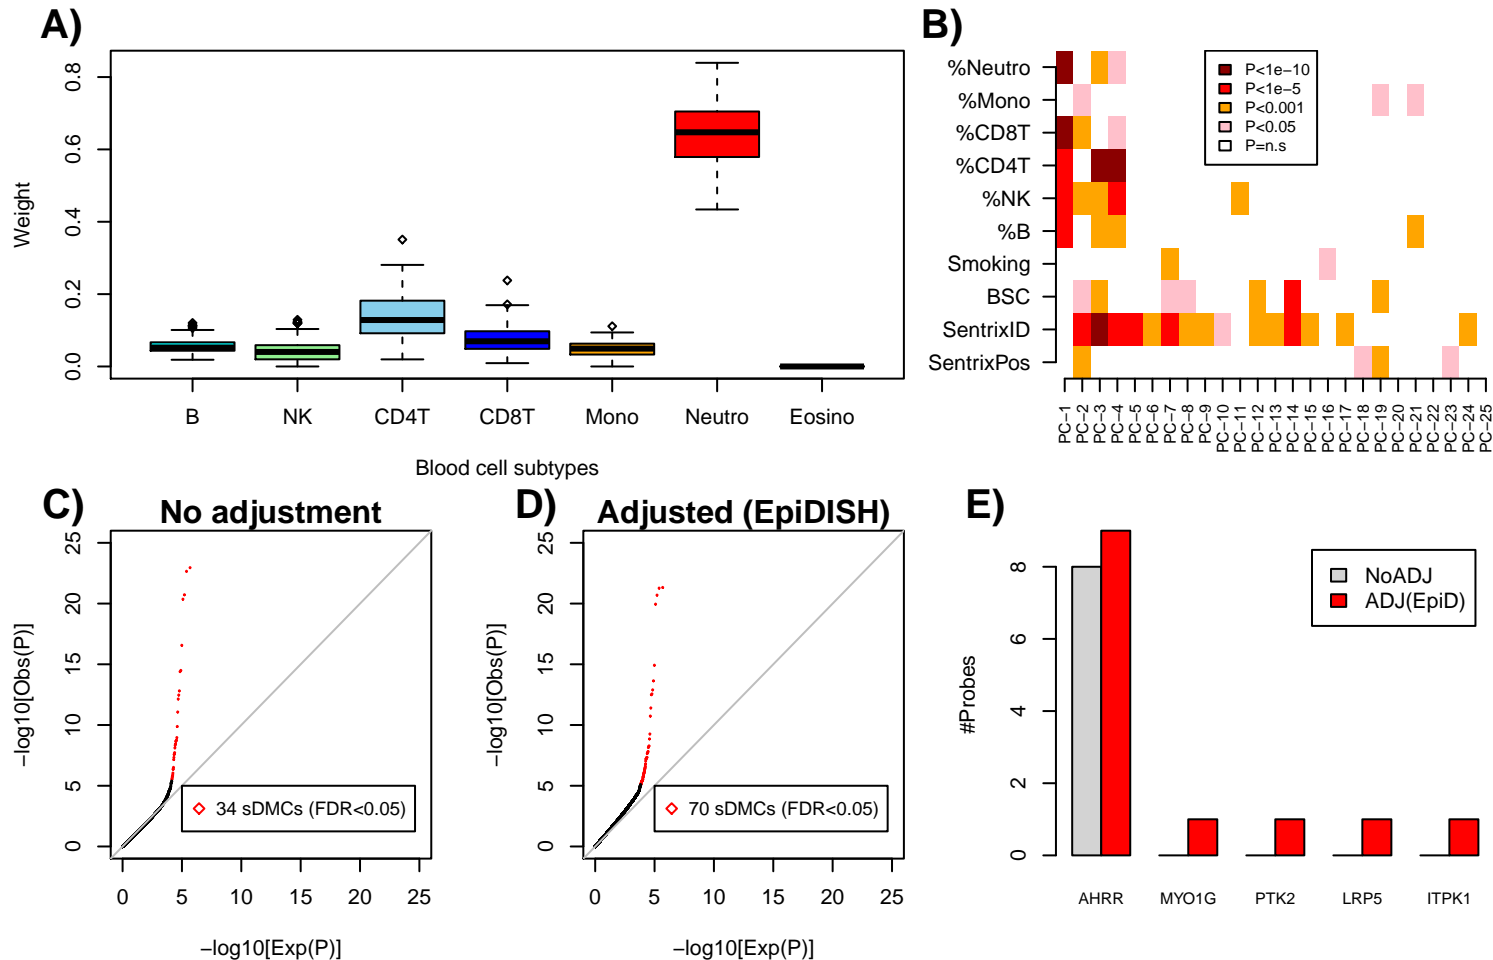 A)
Weight
0.0
0.2
0.4
0.6
0.8
B
NK
CD4T
CD8T
Mono
Neutro
Eosino
Blood cell subtypes
B)
%Neutro
%Mono
%CD8T
%CD4T
%NK
%B
Smoking
BSC
SentrixID
SentrixPos
P<1e−10
P<1e−5
P<0.001
P<0.05
P=n.s
PC−1
PC−2
PC−3
PC−4
PC−5
PC−6
PC−7
PC−8
PC−9
PC−10
PC−11
PC−12
PC−13
PC−14
PC−15
PC−16
PC−17
PC−18
PC−19
PC−20
PC−21
PC−22
PC−23
PC−24
PC−25
C)
No adjustment
−log10[Obs(P)]
0
5
10
15
20
25
34 sDMCs (FDR<0.05)
0
5
10
15
20
25
−log10[Exp(P)]
D)
Adjusted (EpiDISH)
−log10[Obs(P)]
0
5
10
15
20
25
70 sDMCs (FDR<0.05)
0
5
10
15
20
25
−log10[Exp(P)]
E)
#Probes
0
2
4
6
8
NoADJ
ADJ(EpiD)
AHRR
MYO1G
PTK2
LRP5
ITPK1